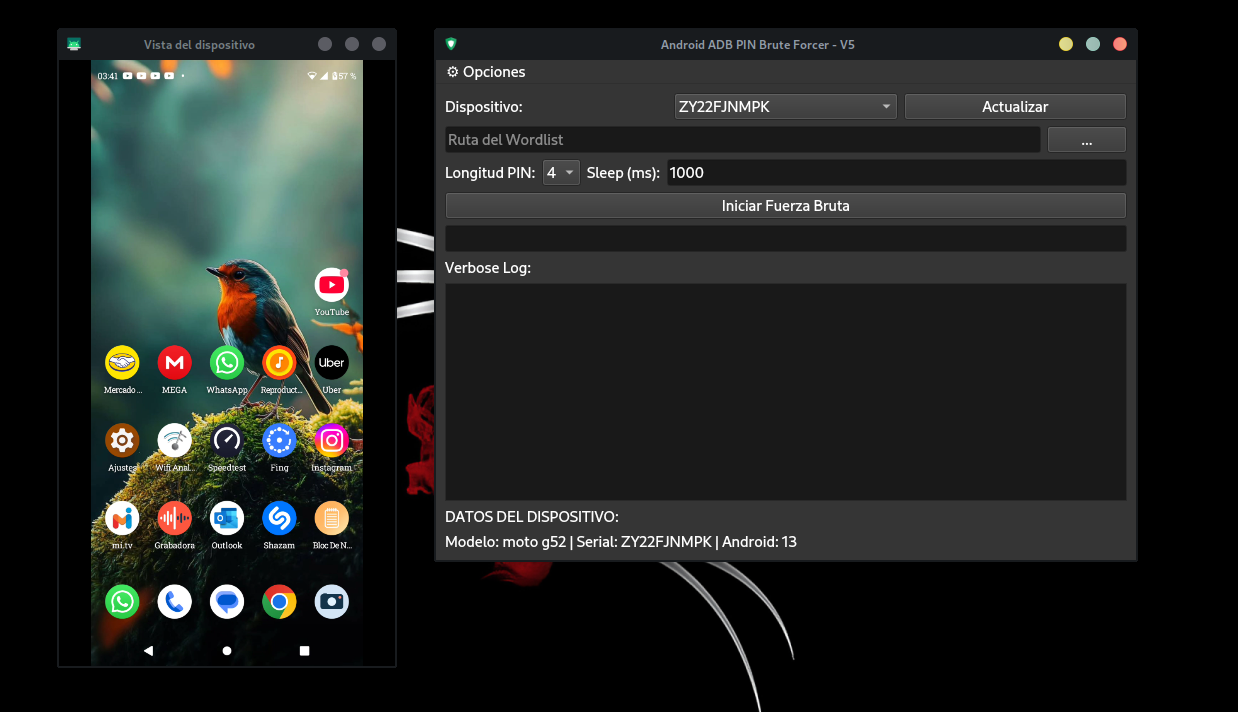 Vista del dispositivo
03:41
57 %
YouTube
Mercado ...
MEGA
WhatsApp
Reproduct...
Uber
Uber
Ajustes
Wifi Anal...
Speedtest
Fing
Instagram
mi.tv
Grabadora
Outlook
Shazam
Bloc De N...
Android ADB PIN Brute Forcer - V5
Opciones
Dispositivo:
ZY22FJNMPK
Actualizar
Ruta del Wordlist
...
Longitud PIN: 4 Sleep (ms): 1000
Iniciar Fuerza Bruta
Verbose Log:
DATOS DEL DISPOSITIVO:
Modelo: moto g52 | Serial: ZY22FJNMPK | Android: 13